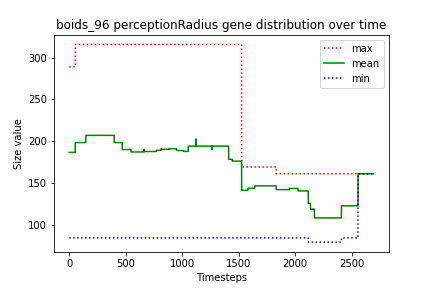 boids_96 perceptionRadius gene distribution over time
Size value
300
250
200
150
100
max
mean
min
0
500
1000
1500
2000
2500
Timesteps